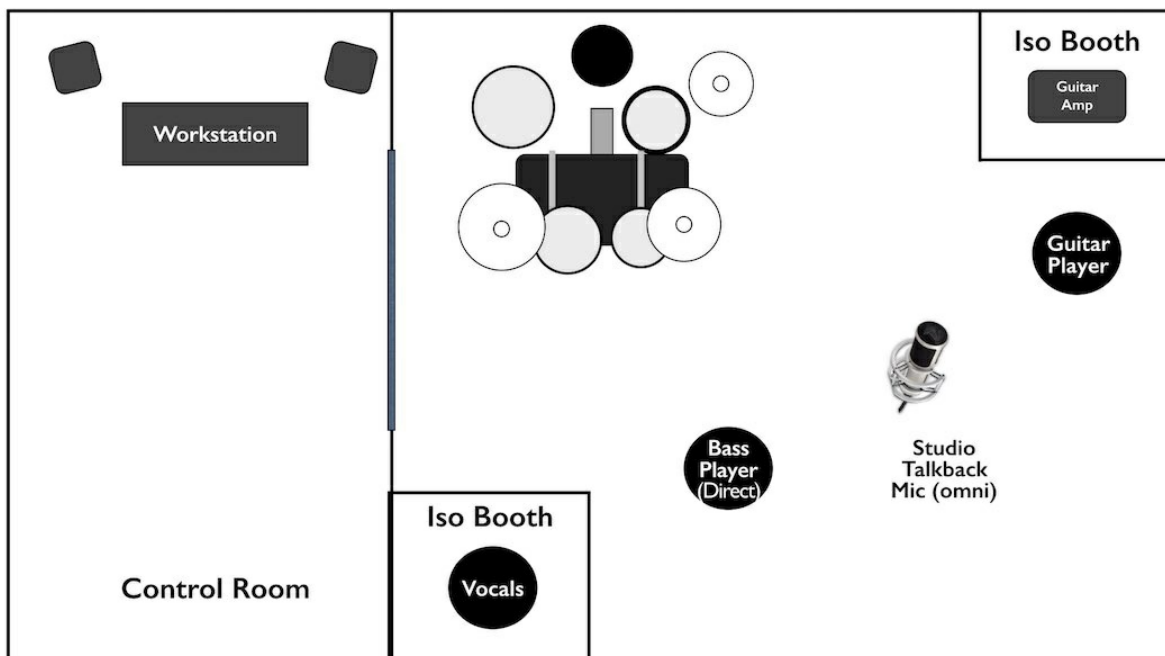 Iso Booth
Guitar
Amp
Workstation
Guitar
Player
Bass
Player
(Direct)
Studio
Talkback
Mic (omni)
Iso Booth
Vocals
Control Room